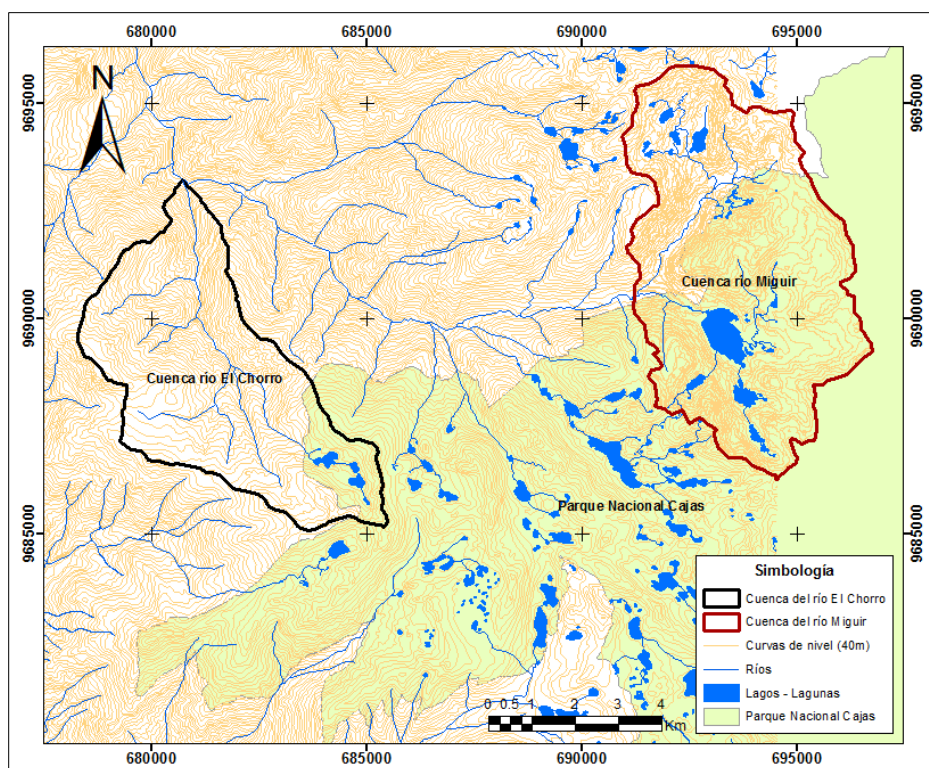 680000 685000 690000 695000
N
9695000 9695000
Cuenca río Miguir
9690000 9690000
Cuenca río El Chorro
Parque Nacional Cajas
9685000 9685000
Simbología
Cuenca del río El Chorro
Cuenca del río Miguir
Curvas de nivel (40m)
Ríos
Lagos - Lagunas
Parque Nacional Cajas
0 0.5 1 2 3 4
Km
680000 685000 690000 695000